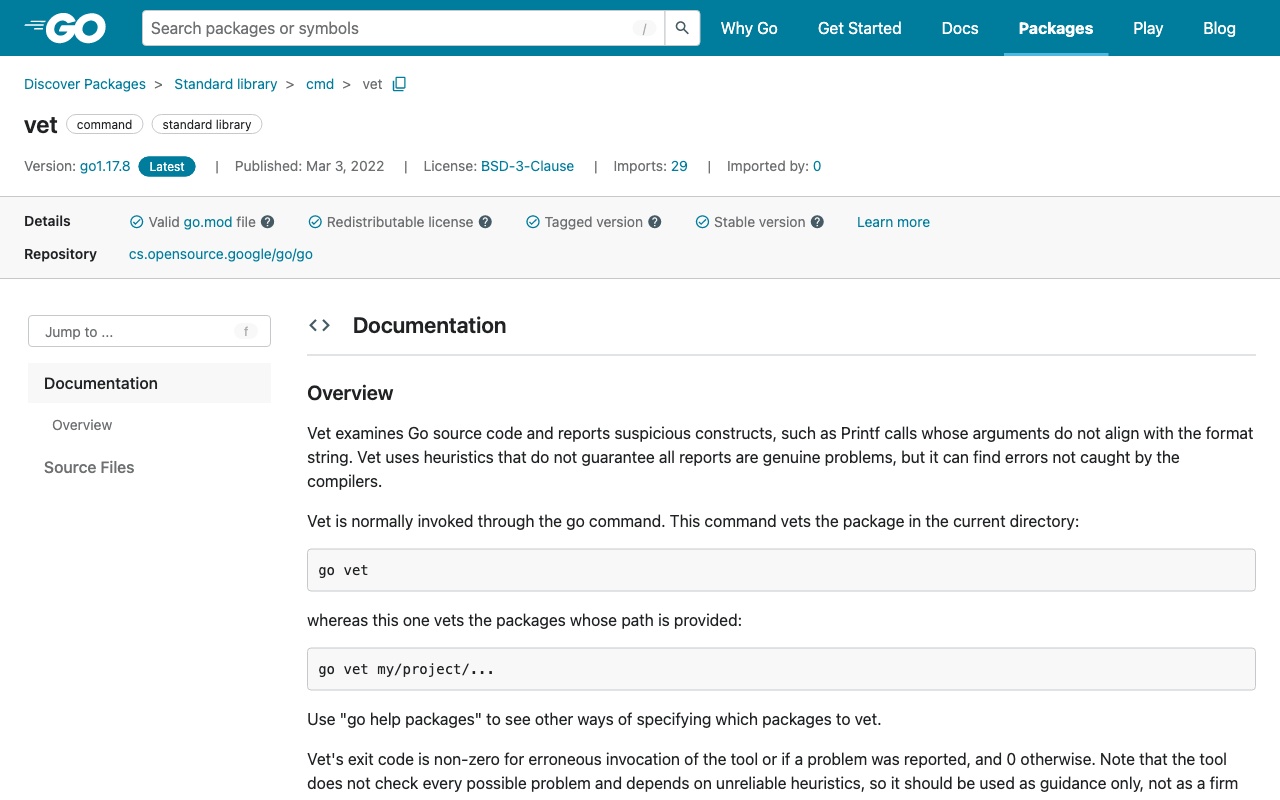 GO
Search packages or symbols /
Why Go Get Started Docs Packages Play Blog
Discover Packages > Standard library > cmd > vet
vet command standard library
Version: go1.17.8 Latest | Published: Mar 3, 2022 | License: BSD-3-Clause | Imports: 29 | Imported by: 0
Details Valid go.mod file ? Redistributable license ? Tagged version ? Stable version ? Learn more
Repository cs.opensource.google/go/go
Jump to ... f
Documentation
Overview
Source Files
<> Documentation
Overview
Vet examines Go source code and reports suspicious constructs, such as Printf calls whose arguments do not align with the format
string. Vet uses heuristics that do not guarantee all reports are genuine problems, but it can find errors not caught by the
compilers.
Vet is normally invoked through the go command. This command vets the package in the current directory:
go vet
whereas this one vets the packages whose path is provided:
go vet my/project/...
Use "go help packages" to see other ways of specifying which packages to vet.
Vet's exit code is non-zero for erroneous invocation of the tool or if a problem was reported, and 0 otherwise. Note that the tool
does not check every possible problem and depends on unreliable heuristics, so it should be used as guidance only, not as a firm